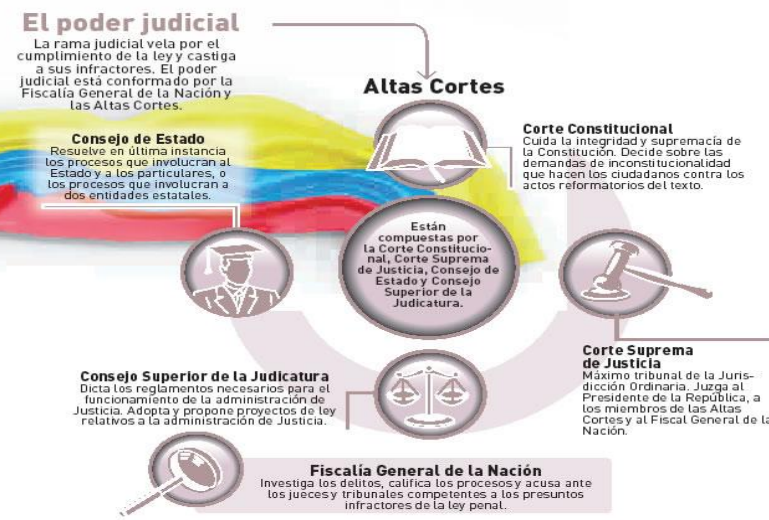 El poder judicial
La rama judicial vela por el
cumplimiento de la ley y castiga
a sus infractores. El poder
judicial está conformado por la
Fiscalía General de la Nación y
las Altas Cortes.
Altas Cortes
Consejo de Estado
Resuelve en última instancia
los procesos que involucran al
Estado y a los particulares, o
los procesos que involucran a
dos entidades estatales.
Corte Constitucional
Cuida la integridad y supremacía de
la Constitución. Decide sobre las
demandas de inconstitucionalidad
que hacen los ciudadanos contra los
actos reformatorios del texto.
Están
compuestas por
la Corte Constitucio-
nal, Corte Suprema
de Justicia, Consejo de
Estado y Consejo
Superior de la
Judicatura.
Corte Suprema
de Justicia
Máximo tribunal de la Juris-
dicción Ordinaria. Juzga al
Presidente de la República, a
los miembros de las Altas
Cortes y al Fiscal General de la
Nación.
Consejo Superior de la Judicatura
Dicta los reglamentos necesarios para el
funcionamiento de la administración de
Justicia. Adopta y propone proyectos de ley
relativos a la administración de Justicia.
Fiscalía General de la Nación
Investiga los delitos, califica los procesos y acusa ante
los jueces y tribunales competentes a los presuntos
infractores de la ley penal.